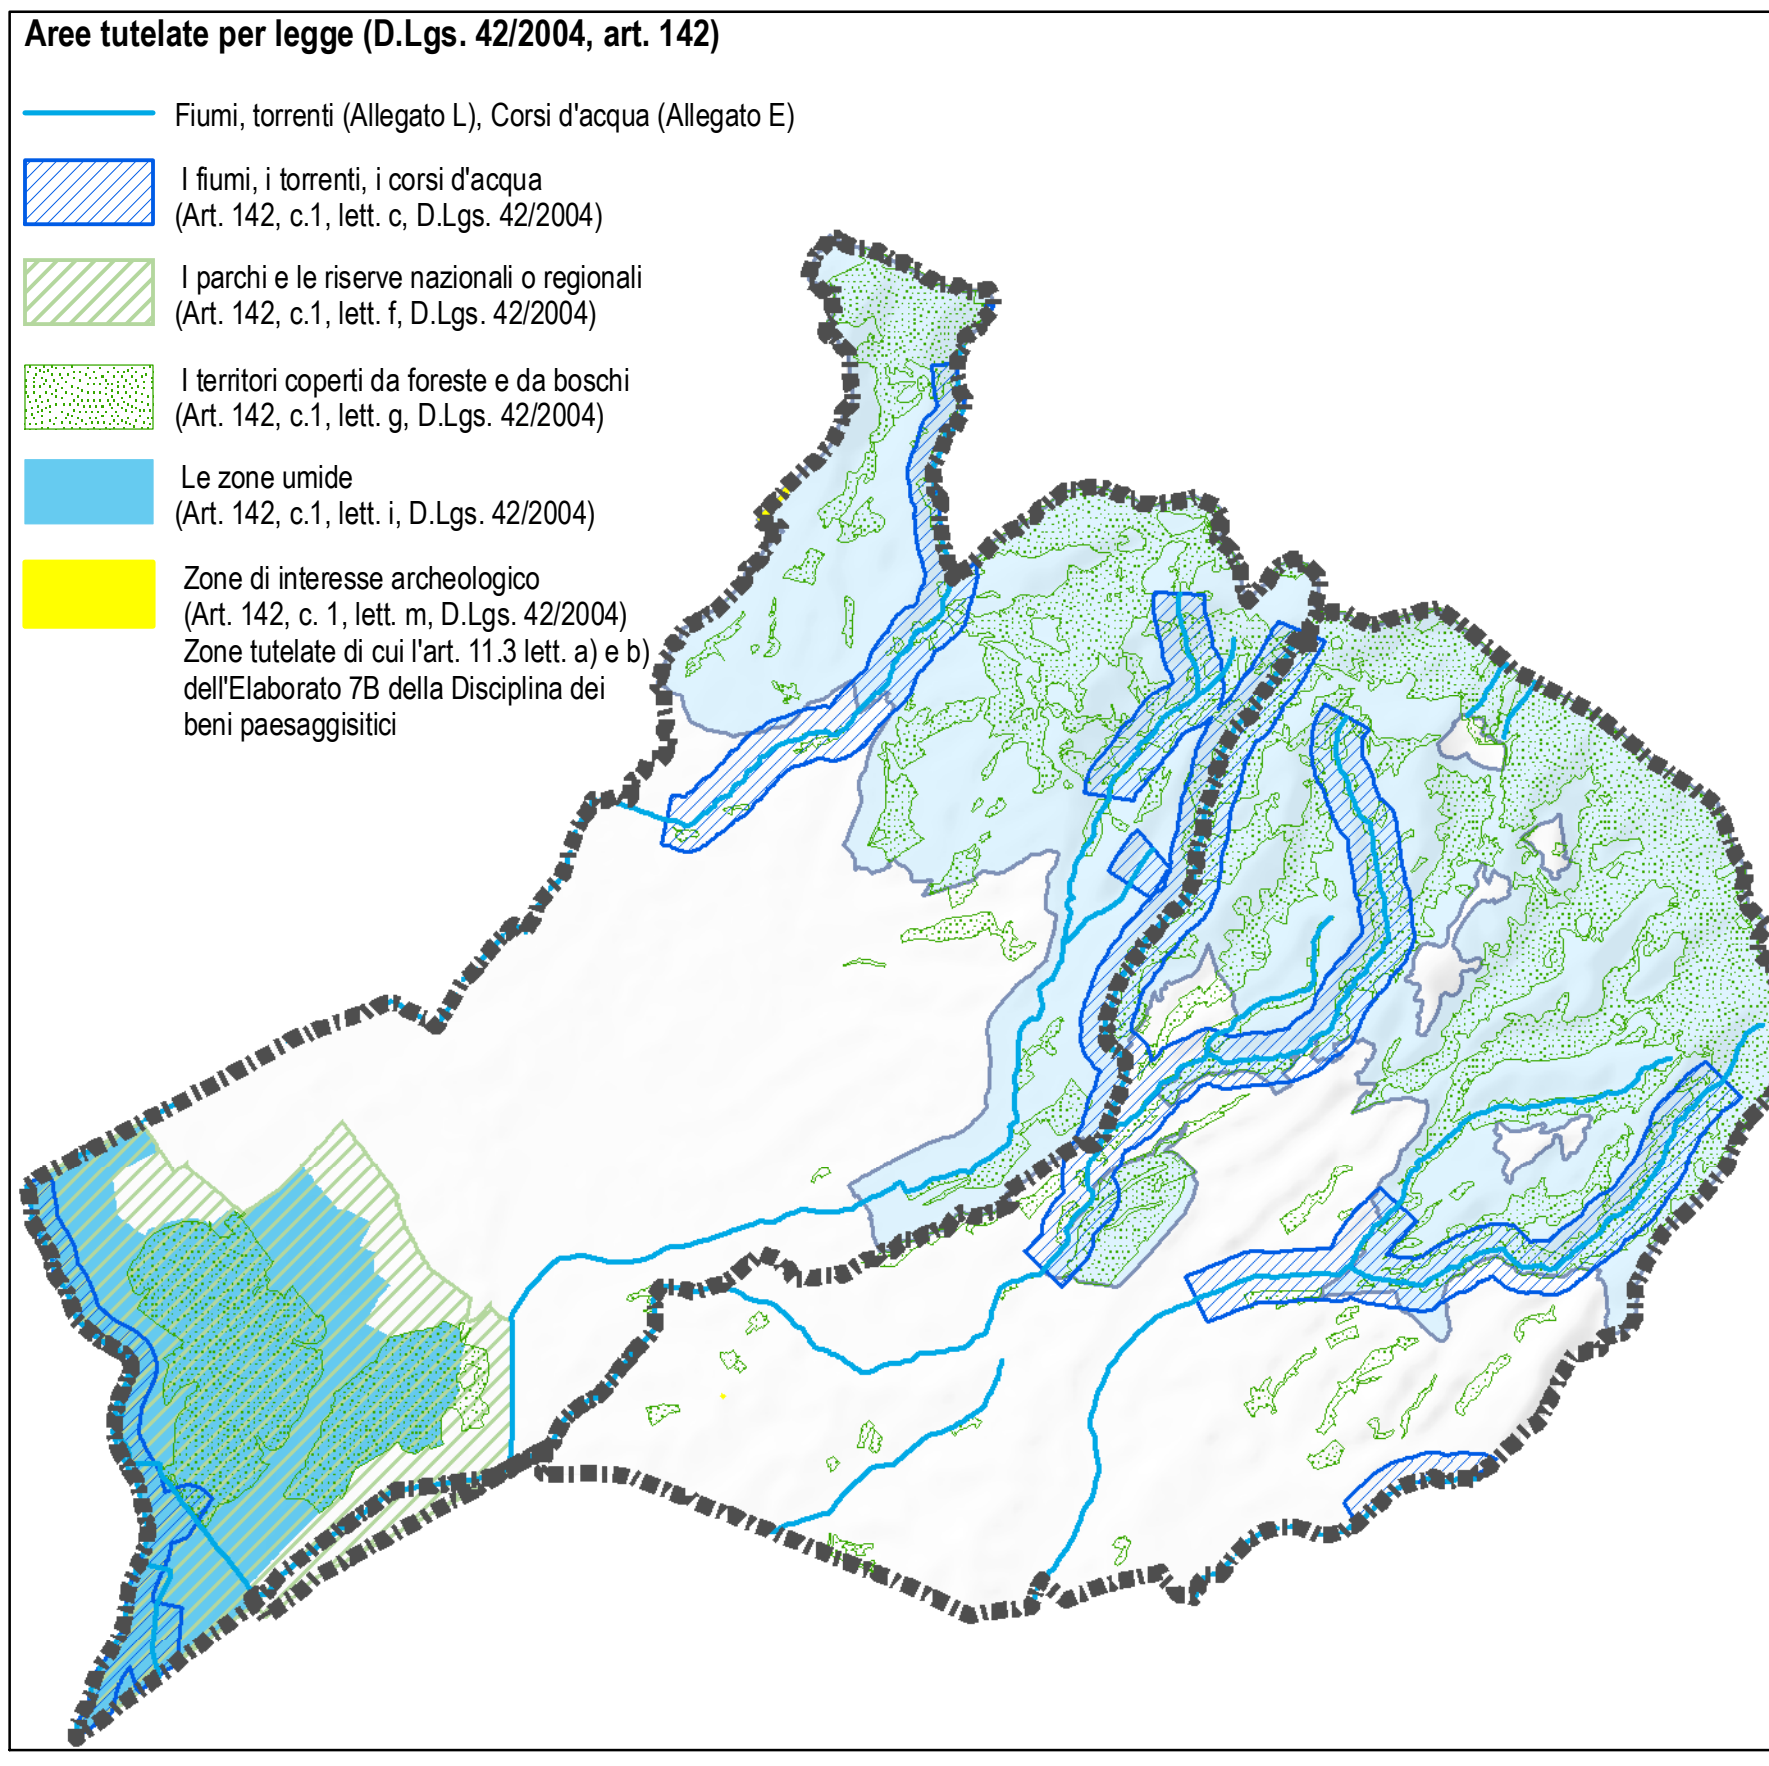 Aree tutelate per legge (D.Lgs. 42/2004, art. 142)
Fiumi, torrenti (Allegato L), Corsi d'acqua (Allegato E)
I fiumi, i torrenti, i corsi d'acqua
(Art. 142, c.1, lett. c, D.Lgs. 42/2004)
I parchi e le riserve nazionali o regionali
(Art. 142, c.1, lett. f, D.Lgs. 42/2004)
I territori coperti da foreste e da boschi
(Art. 142, c.1, lett. g, D.Lgs. 42/2004)
Le zone umide
(Art. 142, c.1, lett. i, D.Lgs. 42/2004)
Zone di interesse archeologico
(Art. 142, c. 1, lett. m, D.Lgs. 42/2004)
Zone tutelate di cui l'art. 11.3 lett. a) e b)
dell'Elaborato 7B della Disciplina dei
beni paesaggisitici